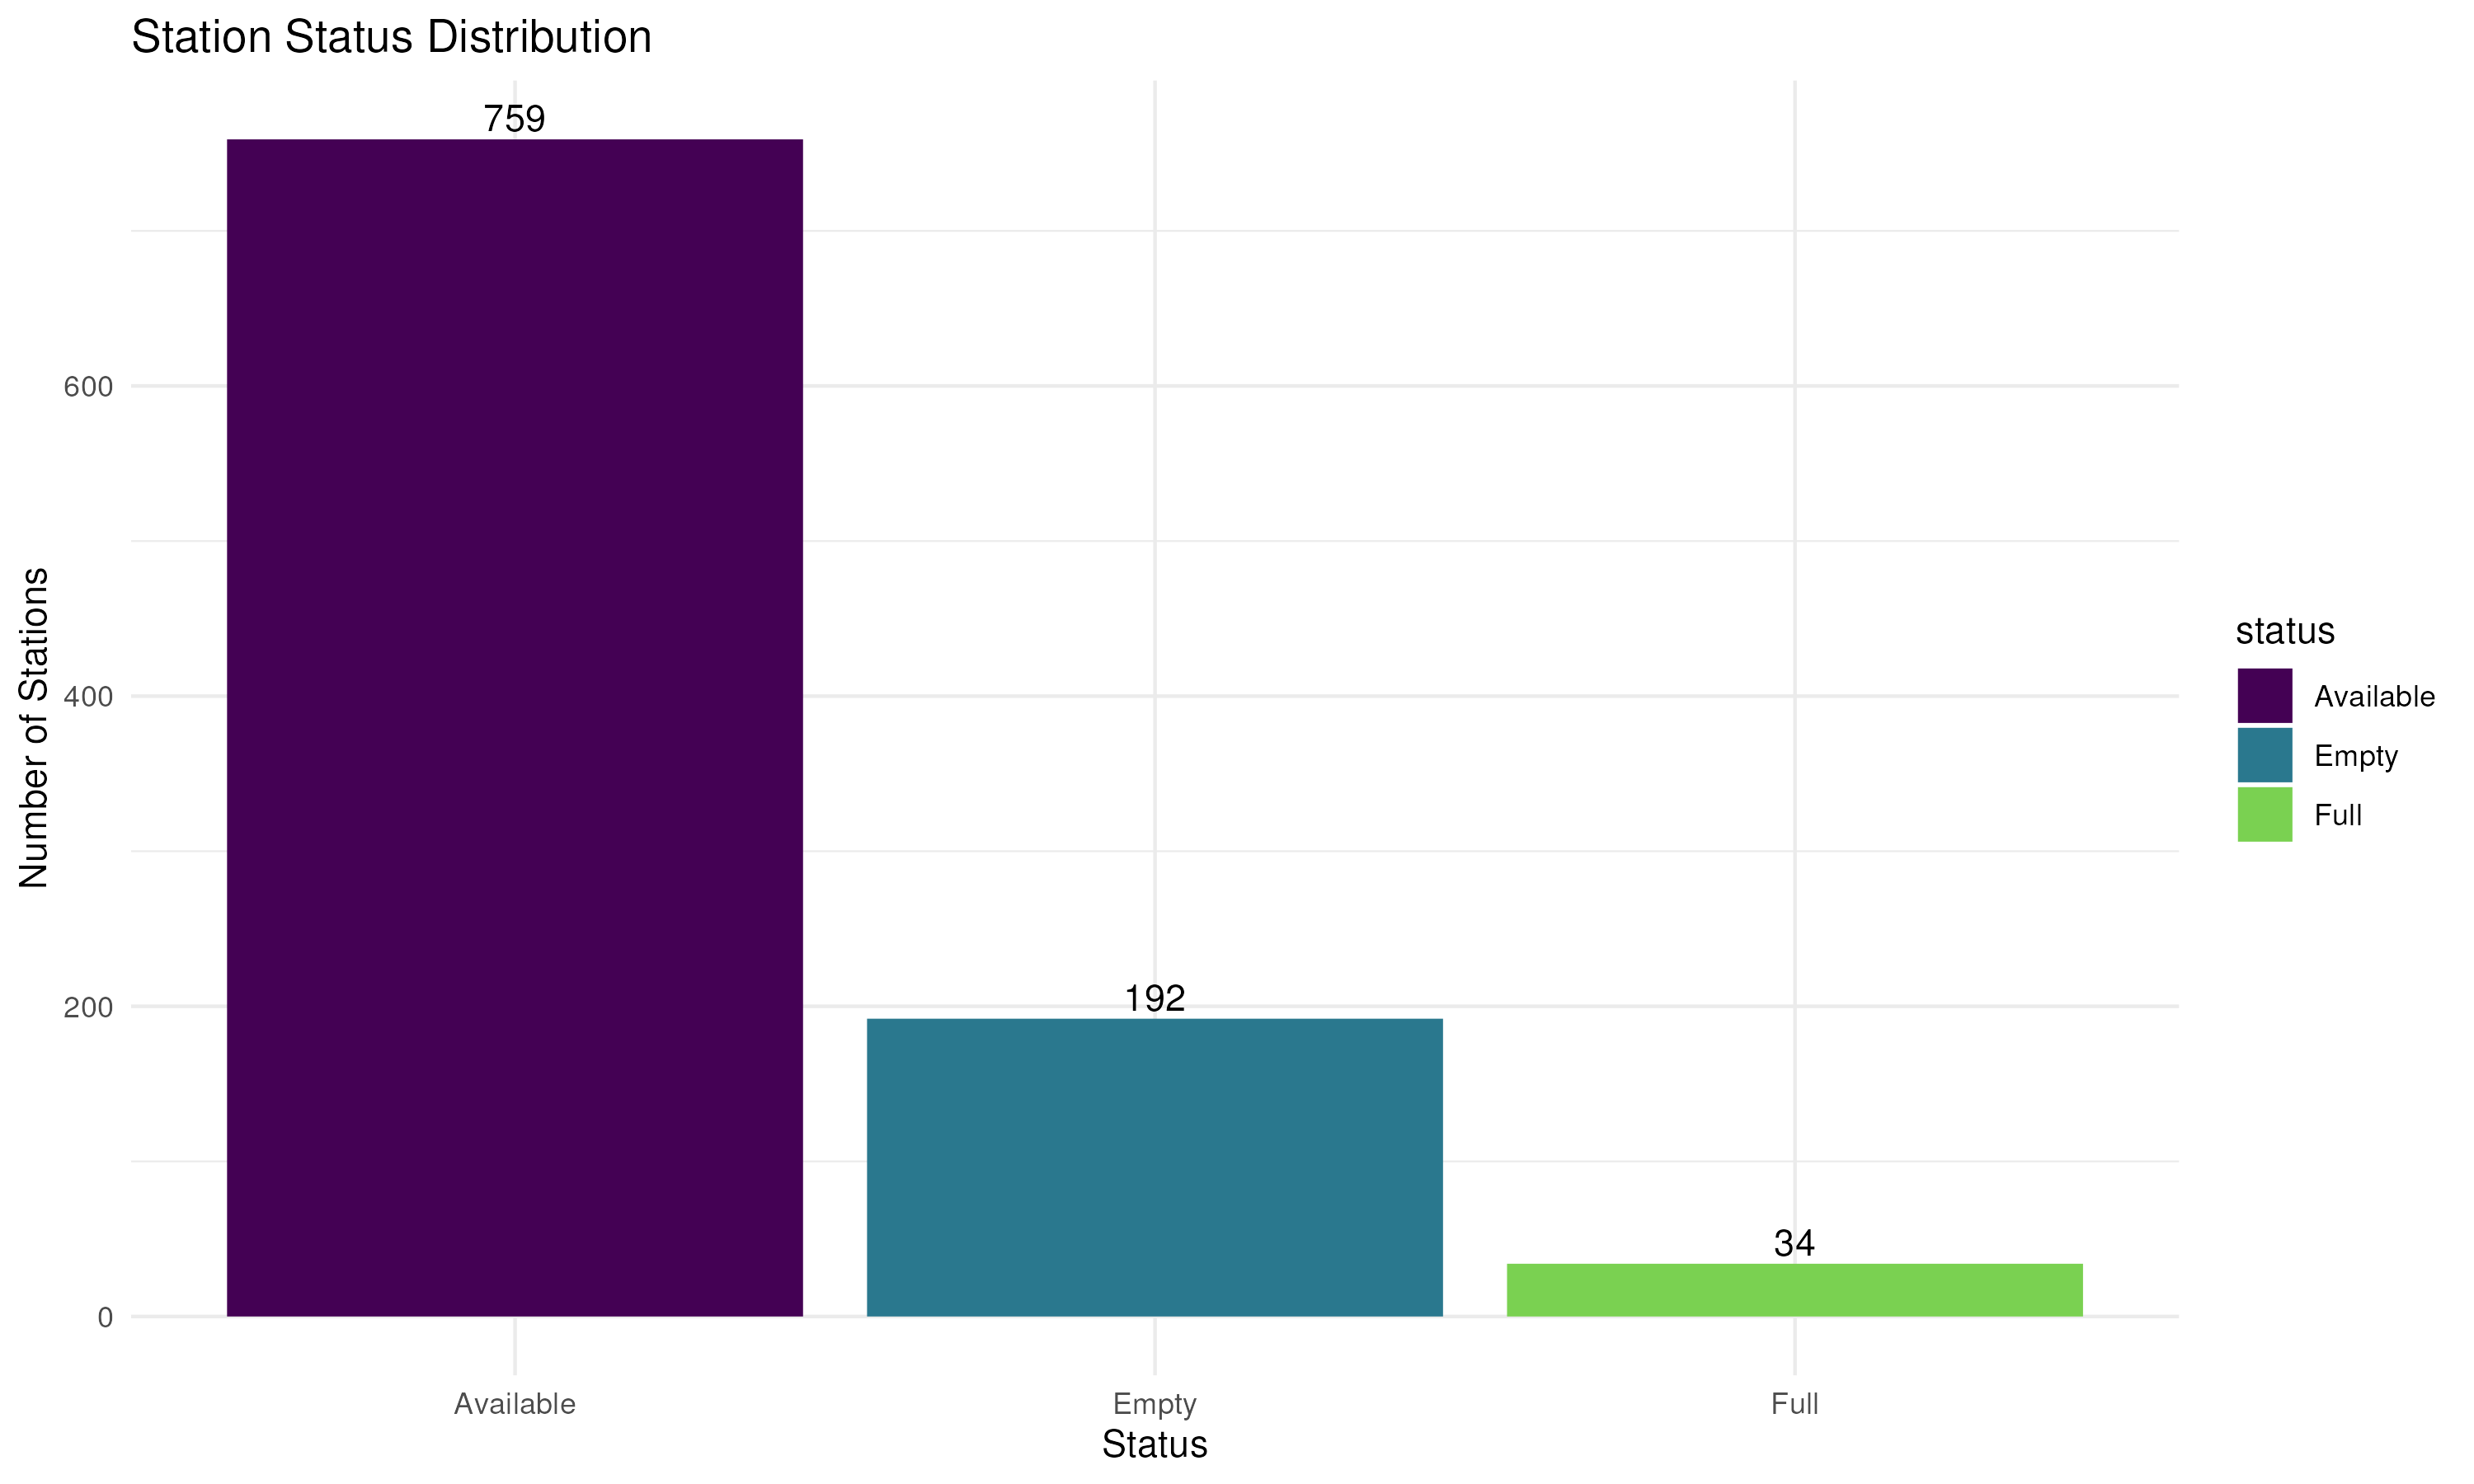 Station Status Distribution
759
600
400
200
0
192
34
Number of Stations
Available
Empty
Full
Status
status
Available
Empty
Full